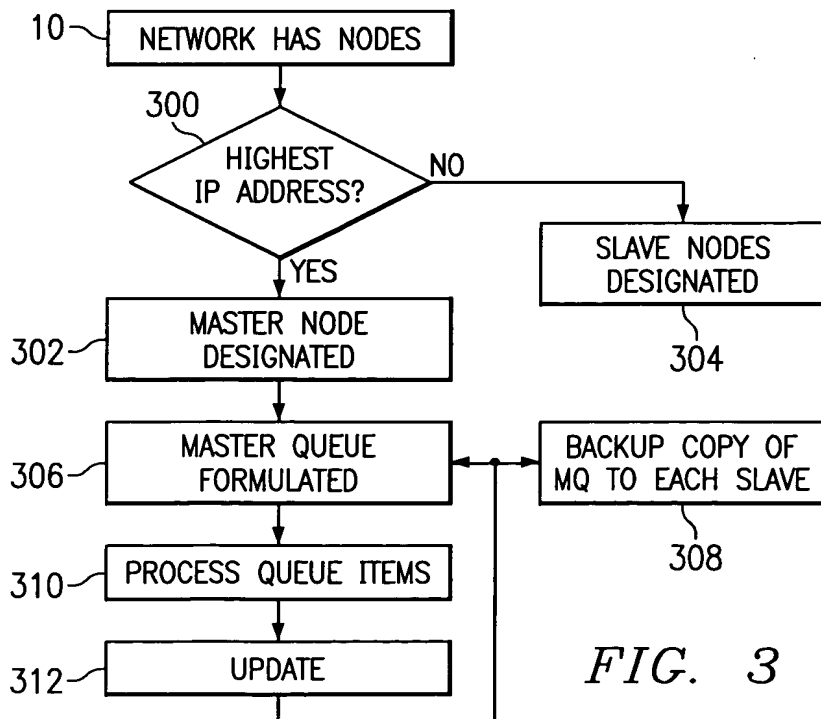 10
NETWORK HAS NODES
300
HIGHEST
IP ADDRESS?
NO
YES
SLAVE NODES
DESIGNATED
304
302
MASTER NODE
DESIGNATED
306
MASTER QUEUE
FORMULATED
BACKUP COPY OF
MQ TO EACH SLAVE
308
310
PROCESS QUEUE ITEMS
312
UPDATE
FIG. 3